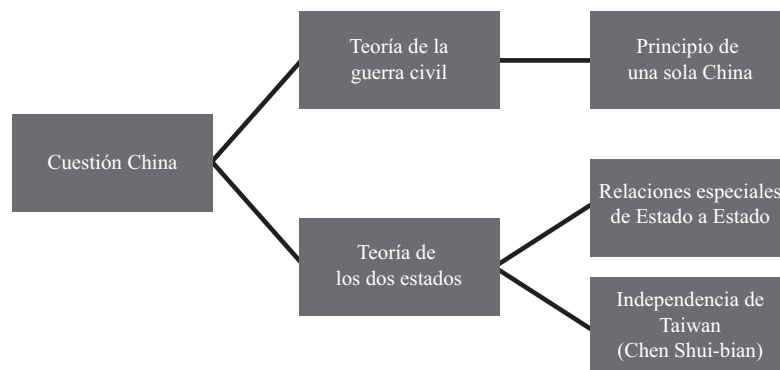 Teoría de la
guerra civil
Principio de
una sola China
Cuestión China
Relaciones especiales
de Estado a Estado
Teoría de
los dos estados
Independencia de
Taiwan
(Chen Shui-bian)